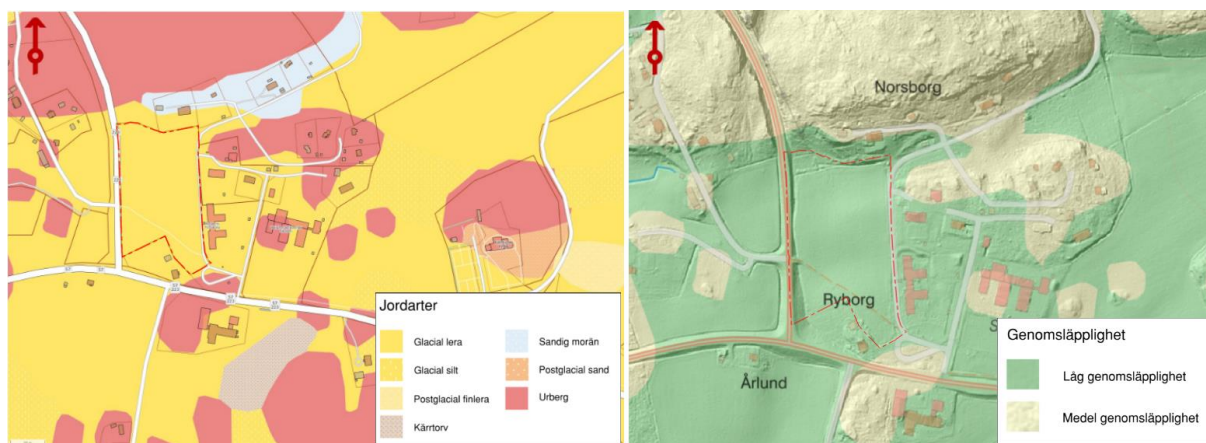 Jordarter
Glacial lera
Glacial silt
Postglacial finlera
Kärrtorv
Sandig morän
Postglacial sand
Urberg
Norsborg
Ryborg
Årlund
S
Genomsläpplighet
Låg genomsläpplighet
Medel genomsläpplighet